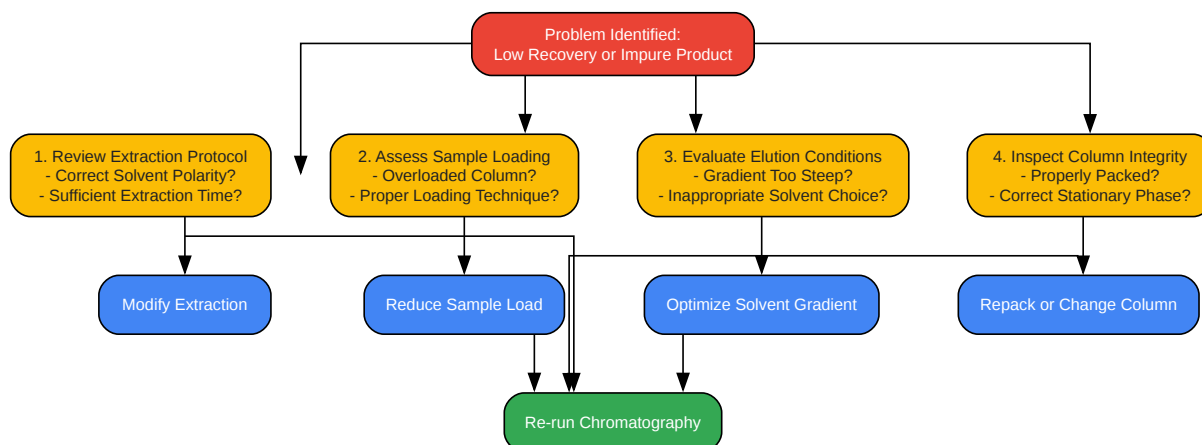 Problem Identified:
Low Recovery or Impure Product
1. Review Extraction Protocol
- Correct Solvent Polarity?
- Sufficient Extraction Time?
2. Assess Sample Loading
- Overloaded Column?
- Proper Loading Technique?
3. Evaluate Elution Conditions
- Gradient Too Steep?
- Inappropriate Solvent Choice?
4. Inspect Column Integrity
- Properly Packed?
- Correct Stationary Phase?
Modify Extraction
Reduce Sample Load
Optimize Solvent Gradient
Repack or Change Column
Re-run Chromatography